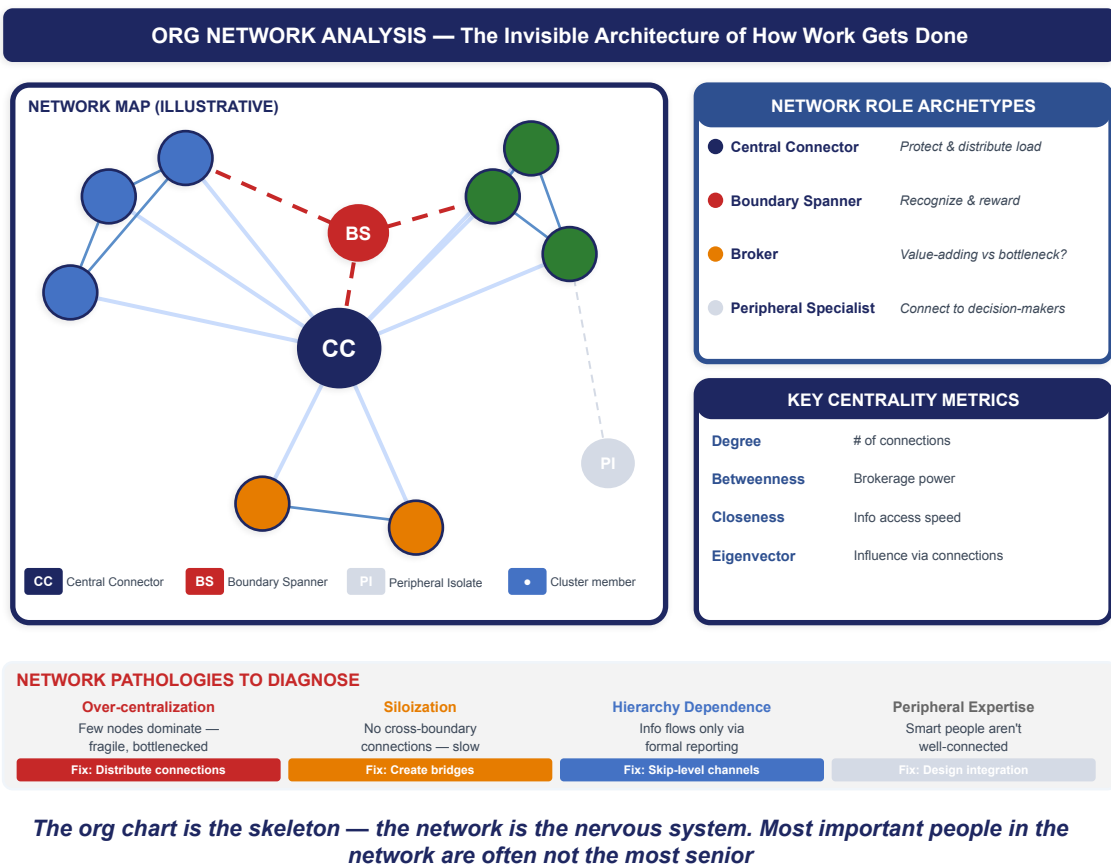 ORG NETWORK ANALYSIS — The Invisible Architecture of How Work Gets Done
NETWORK MAP (ILLUSTRATIVE)
BS
CC
PI
CC Central Connector
BS Boundary Spanner
PI Peripheral Isolate
● Cluster member
NETWORK ROLE ARCHETYPES
Central Connector Protect & distribute load
Boundary Spanner Recognize & reward
Broker Value-adding vs bottleneck?
Peripheral Specialist Connect to decision-makers
KEY CENTRALITY METRICS
Degree # of connections
Betweenness Brokerage power
Closeness Info access speed
Eigenvector Influence via connections
NETWORK PATHOLOGIES TO DIAGNOSE
Over-centralization
Few nodes dominate —
fragile, bottlenecked
Fix: Distribute connections
Siloization
No cross-boundary
connections — slow
Fix: Create bridges
Hierarchy Dependence
Info flows only via
formal reporting
Fix: Skip-level channels
Peripheral Expertise
Smart people aren't
well-connected
Fix: Design integration
The org chart is the skeleton — the network is the nervous system. Most important people in the
network are often not the most senior